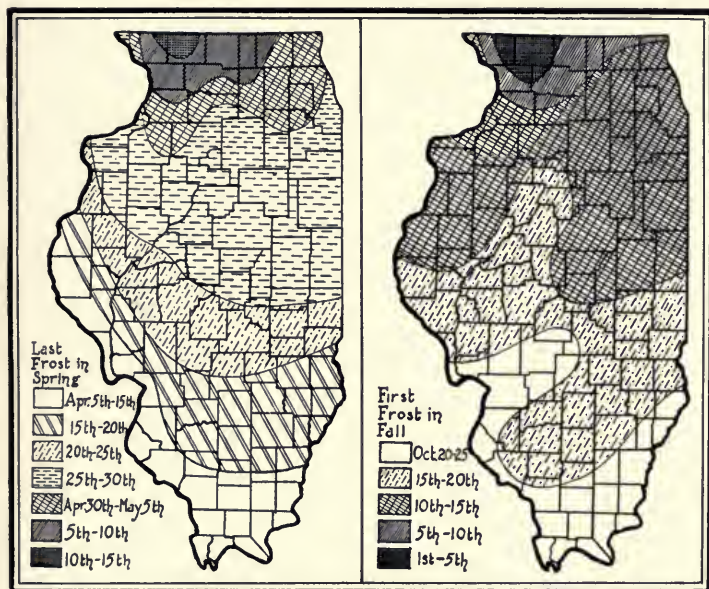 Last
Frost in
Spring
Apr. 5th-15th
15th-20th
20th-25th
25th-30th
Apr.30th-May 5th
5th-10th
10th-15th
First
Frost in
Fall
Oct.20-25
15th-20th
10th-15th
5th-10th
1st-5th